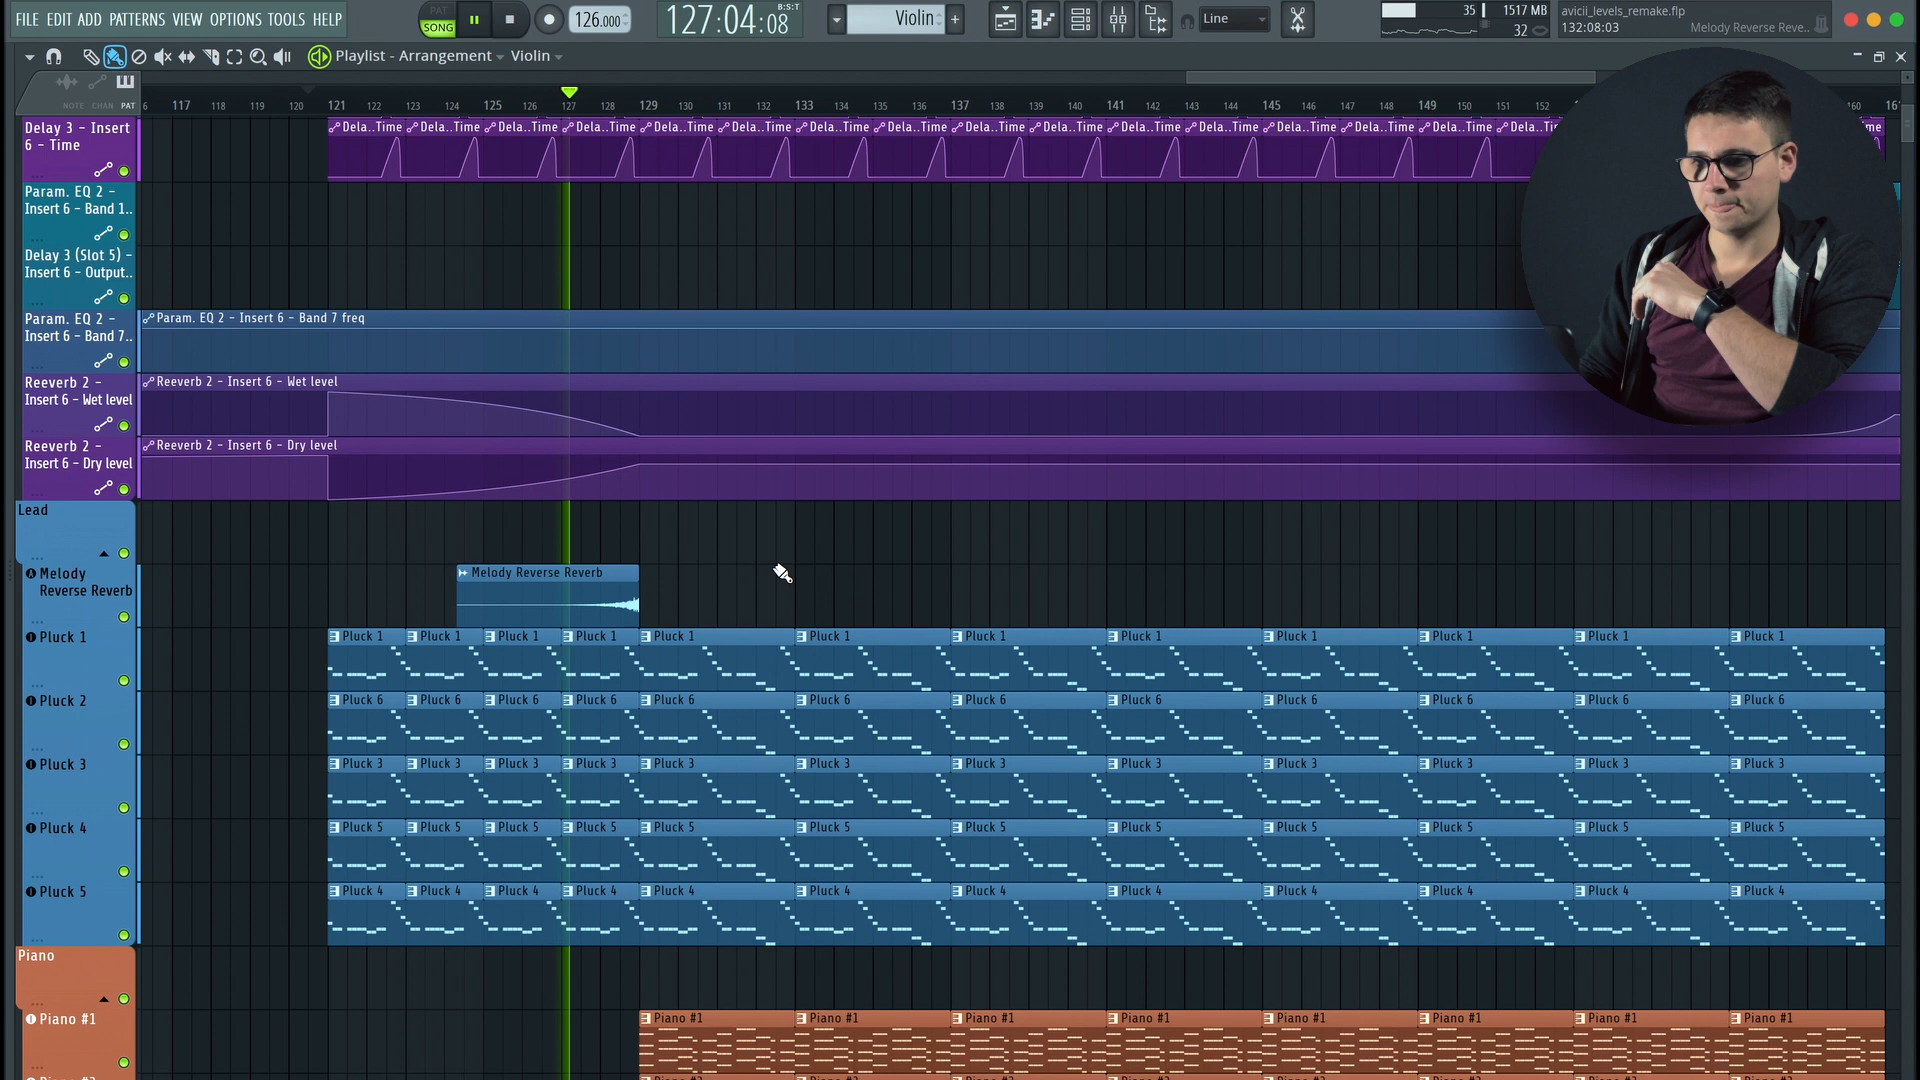 FILE EDIT ADD PATTERNS VIEW OPTIONS TOOLS HELP
PAT
SONG
126.000
127:04:08
B:S:T
Violin
Line
35
1517 MB
32
avicii_levels_remake.flp
132:08:03
Melody Reverse Reve..
Playlist - Arrangement
Violin
NOTE CHAN PAT
6 117 118 119 120 121 122 123 124 125 126 127 128 129 130 131 132 133 134 135 136 137 138 139 140 141 142 143 144 145 146 147 148 149 150 151 152 160 161
Delay 3 - Insert
6 - Time
Dela..Time Dela..Time Dela..Time Dela..Time Dela..Time Dela..Time Dela..Time Dela..Time Dela..Time Dela..Time Dela..Time Dela..Time Dela..Time Dela..Time Dela..Time Dela..Ti me
Param. EQ 2 -
Insert 6 - Band 1..
Delay 3 (Slot 5) -
Insert 6 - Output..
Param. EQ 2 -
Insert 6 - Band 7..
Param. EQ 2 - Insert 6 - Band 7 freq
Reeverb 2 -
Insert 6 - Wet level
Reeverb 2 - Insert 6 - Wet level
Reeverb 2 -
Insert 6 - Dry level
Reeverb 2 - Insert 6 - Dry level
Lead
Melody
Reverse Reverb
Melody Reverse Reverb
Pluck 1
Pluck 1 Pluck 1 Pluck 1 Pluck 1 Pluck 1 Pluck 1 Pluck 1 Pluck 1 Pluck 1 Pluck 1 Pluck 1 Pluck 1
Pluck 2
Pluck 6 Pluck 6 Pluck 6 Pluck 6 Pluck 6 Pluck 6 Pluck 6 Pluck 6 Pluck 6 Pluck 6 Pluck 6 Pluck 6
Pluck 3
Pluck 3 Pluck 3 Pluck 3 Pluck 3 Pluck 3 Pluck 3 Pluck 3 Pluck 3 Pluck 3 Pluck 3 Pluck 3 Pluck 3
Pluck 4
Pluck 5 Pluck 5 Pluck 5 Pluck 5 Pluck 5 Pluck 5 Pluck 5 Pluck 5 Pluck 5 Pluck 5 Pluck 5 Pluck 5
Pluck 5
Pluck 4 Pluck 4 Pluck 4 Pluck 4 Pluck 4 Pluck 4 Pluck 4 Pluck 4 Pluck 4 Pluck 4 Pluck 4 Pluck 4
Piano
Piano #1
Piano #1 Piano #1 Piano #1 Piano #1 Piano #1 Piano #1 Piano #1 Piano #1